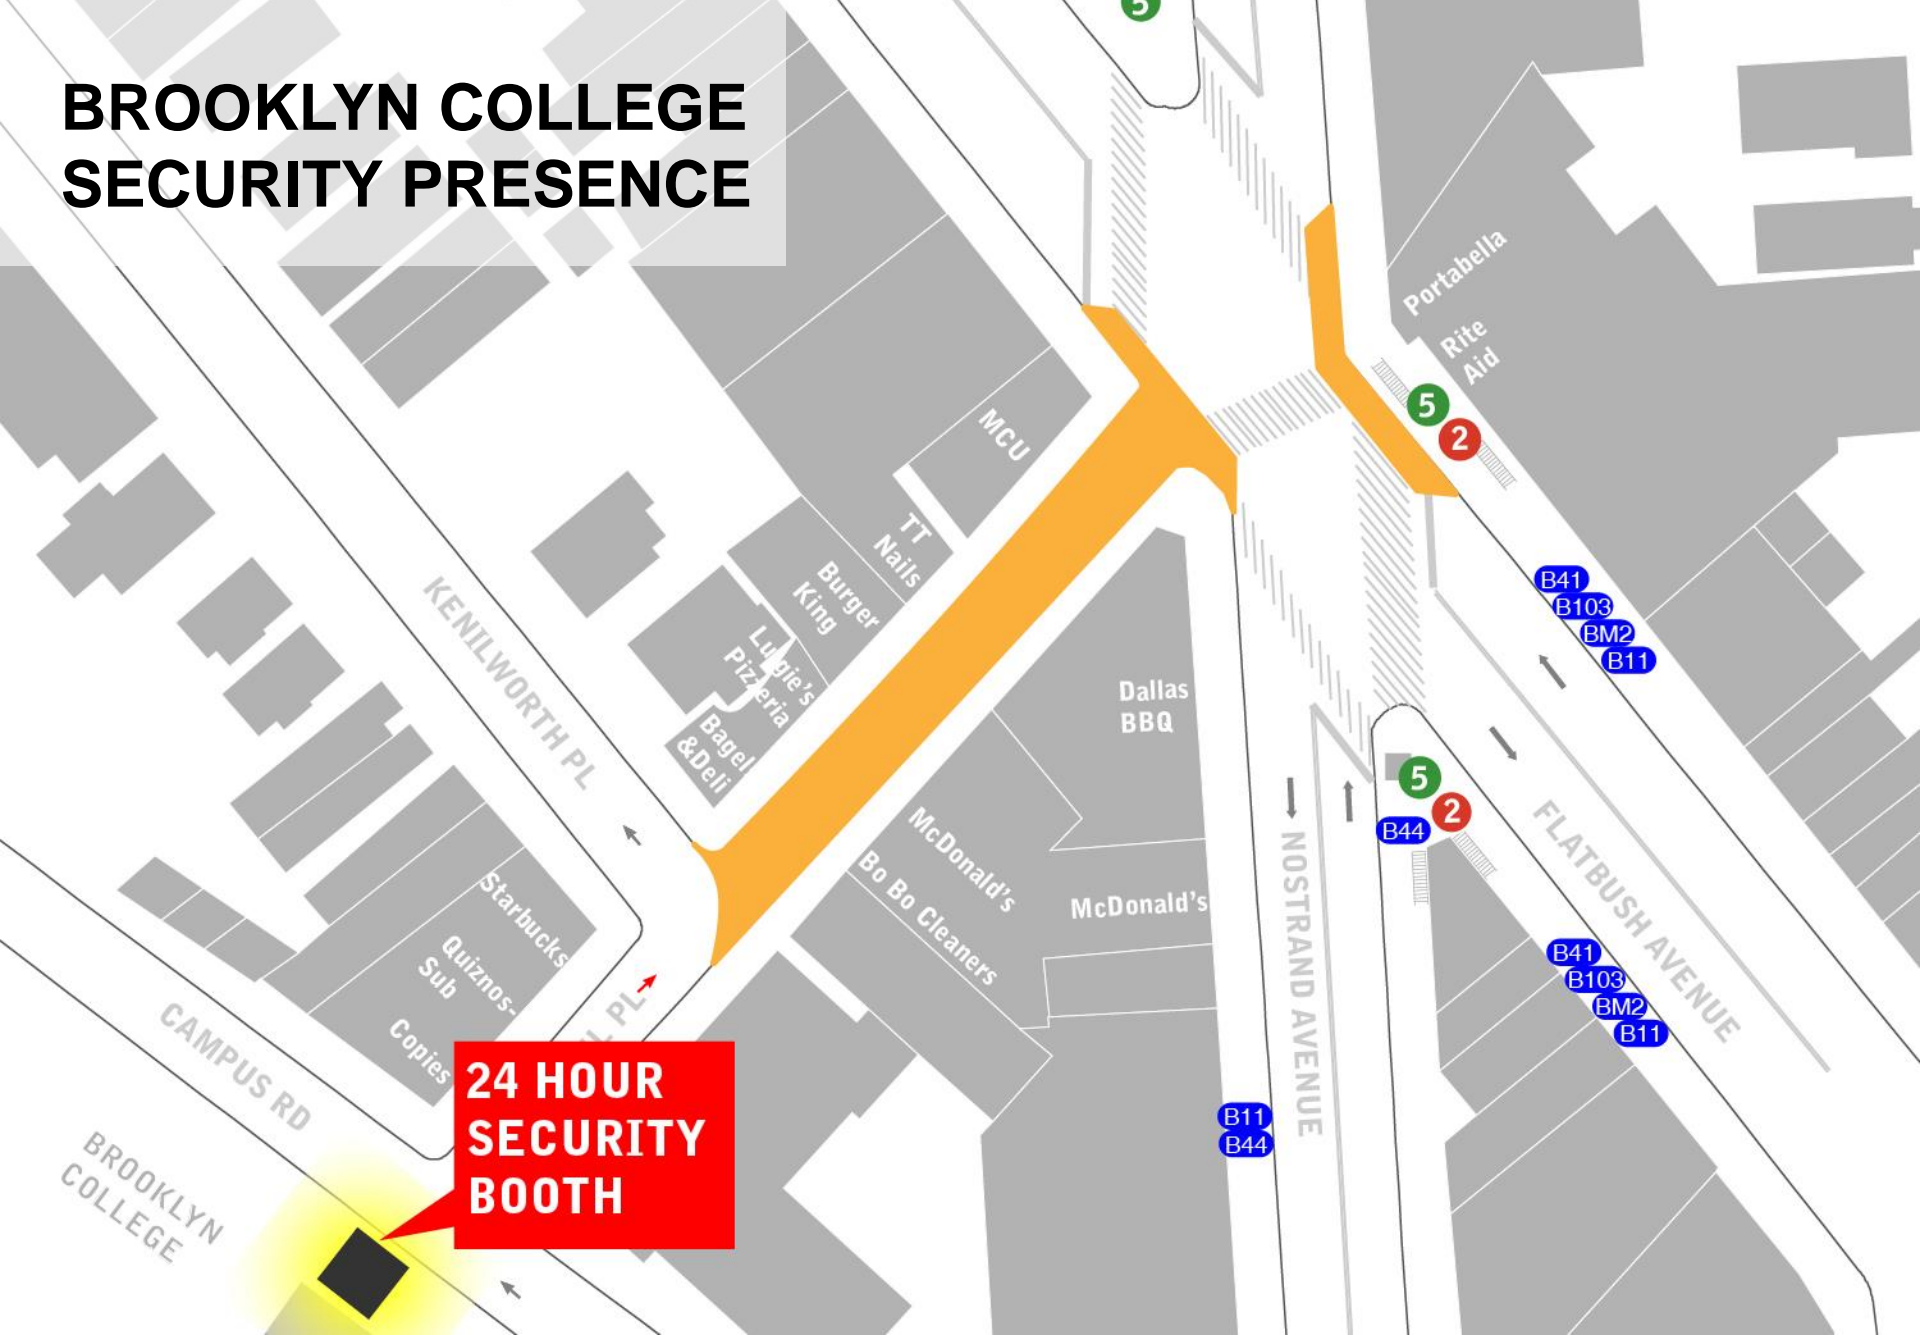 BROOKLYN COLLEGE
SECURITY PRESENCE
5
Portabella
Rite
Aid
5
2
MCU
TT
Nails
Burger
King
Luigie's
Pizzeria
Bagel
&Deli
KENILWORTH PL
B41
B103
BM2
B11
Dallas
BBQ
5
2
B44
McDonald's
McDonald's
Bo Bo Cleaners
NOSTRAND AVENUE
FLATBUSH AVENUE
Starbucks
Quiznos-
Sub
Copies
B41
B103
BM2
B11
PL
CAMPUS RD
24 HOUR
SECURITY
BOOTH
B11
B44
BROOKLYN
COLLEGE